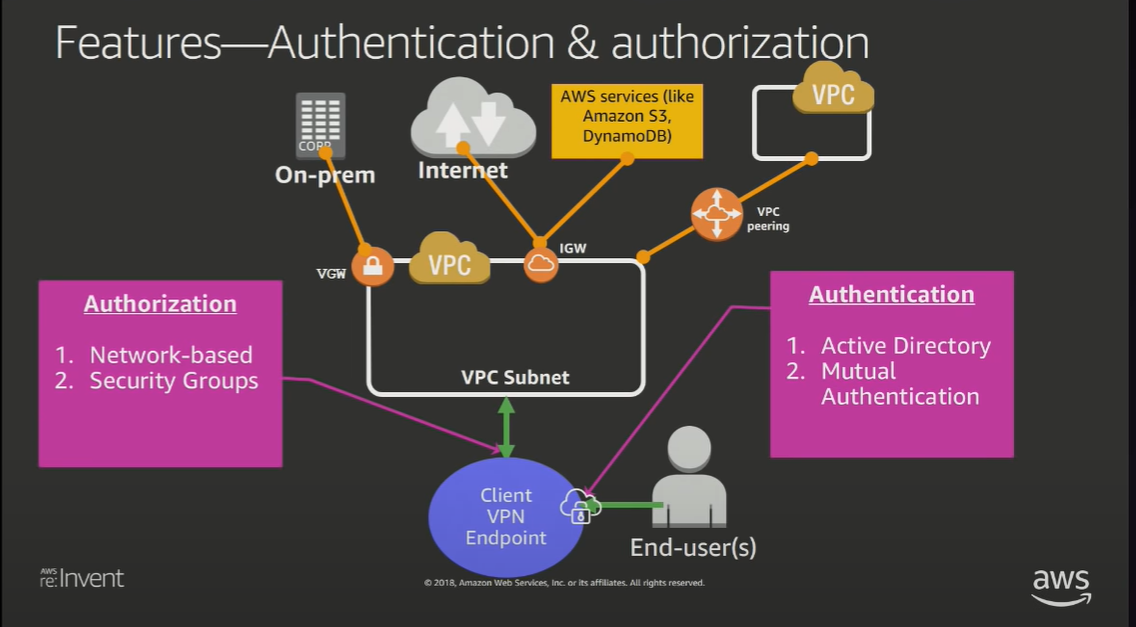 Features—Authentication & authorization
CORP
On-prem
Internet
AWS services (like
Amazon S3,
DynamoDB)
VPC
VPC
peering
IGW
VGW
VPC
VPC Subnet
Authorization
1. Network-based
2. Security Groups
Authentication
1. Active Directory
2. Mutual
Authentication
Client
VPN
Endpoint
End-user(s)
AWS
re:Invent
© 2018, Amazon Web Services, Inc. or its affiliates. All rights reserved.
aws